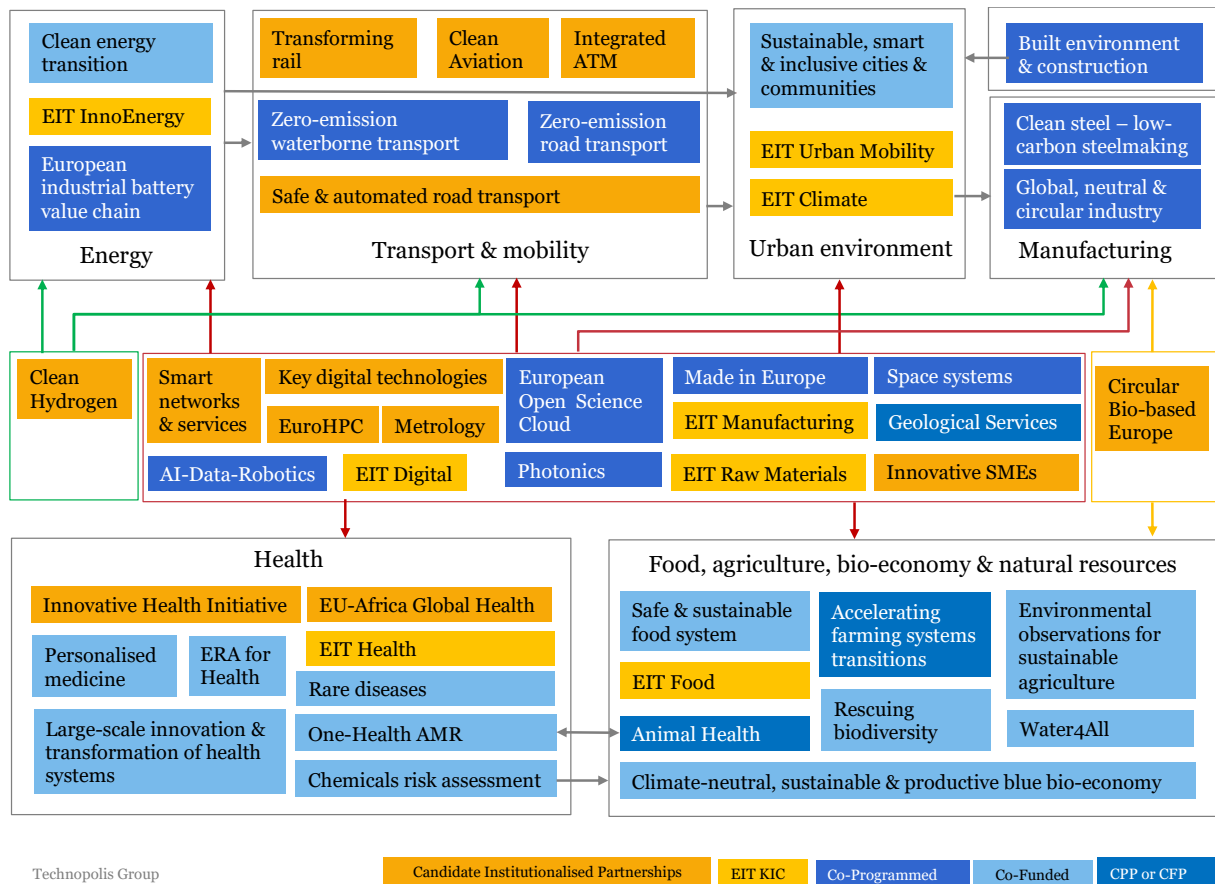 Clean energy
transition
EIT InnoEnergy
European
industrial battery
value chain
Energy
Transforming
rail
Clean
Aviation
Integrated
ATM
Zero-emission
waterborne transport
Zero-emission
road transport
Safe & automated road transport
Transport & mobility
Sustainable, smart
& inclusive cities &
communities
EIT Urban Mobility
EIT Climate
Urban environment
Built environment
& construction
Clean steel – low-
carbon steelmaking
Global, neutral &
circular industry
Manufacturing
Clean
Hydrogen
Smart
networks
& services
Key digital technologies
EuroHPC
Metrology
AI-Data-Robotics
EIT Digital
European
Open Science
Cloud
Photonics
Made in Europe
EIT Manufacturing
EIT Raw Materials
Space systems
Geological Services
Innovative SMEs
Circular
Bio-based
Europe
Health
Innovative Health Initiative
EU-Africa Global Health
Personalised
medicine
ERA for
Health
EIT Health
Rare diseases
Large-scale innovation &
transformation of health
systems
One-Health AMR
Chemicals risk assessment
Food, agriculture, bio-economy & natural resources
Safe & sustainable
food system
Accelerating
farming systems
transitions
Environmental
observations for
sustainable
agriculture
EIT Food
Animal Health
Rescuing
biodiversity
Water4All
Climate-neutral, sustainable & productive blue bio-economy
Technopolis Group
Candidate Institutionalised Partnerships
EIT KIC
Co-Programmed
Co-Funded
CPP or CFP